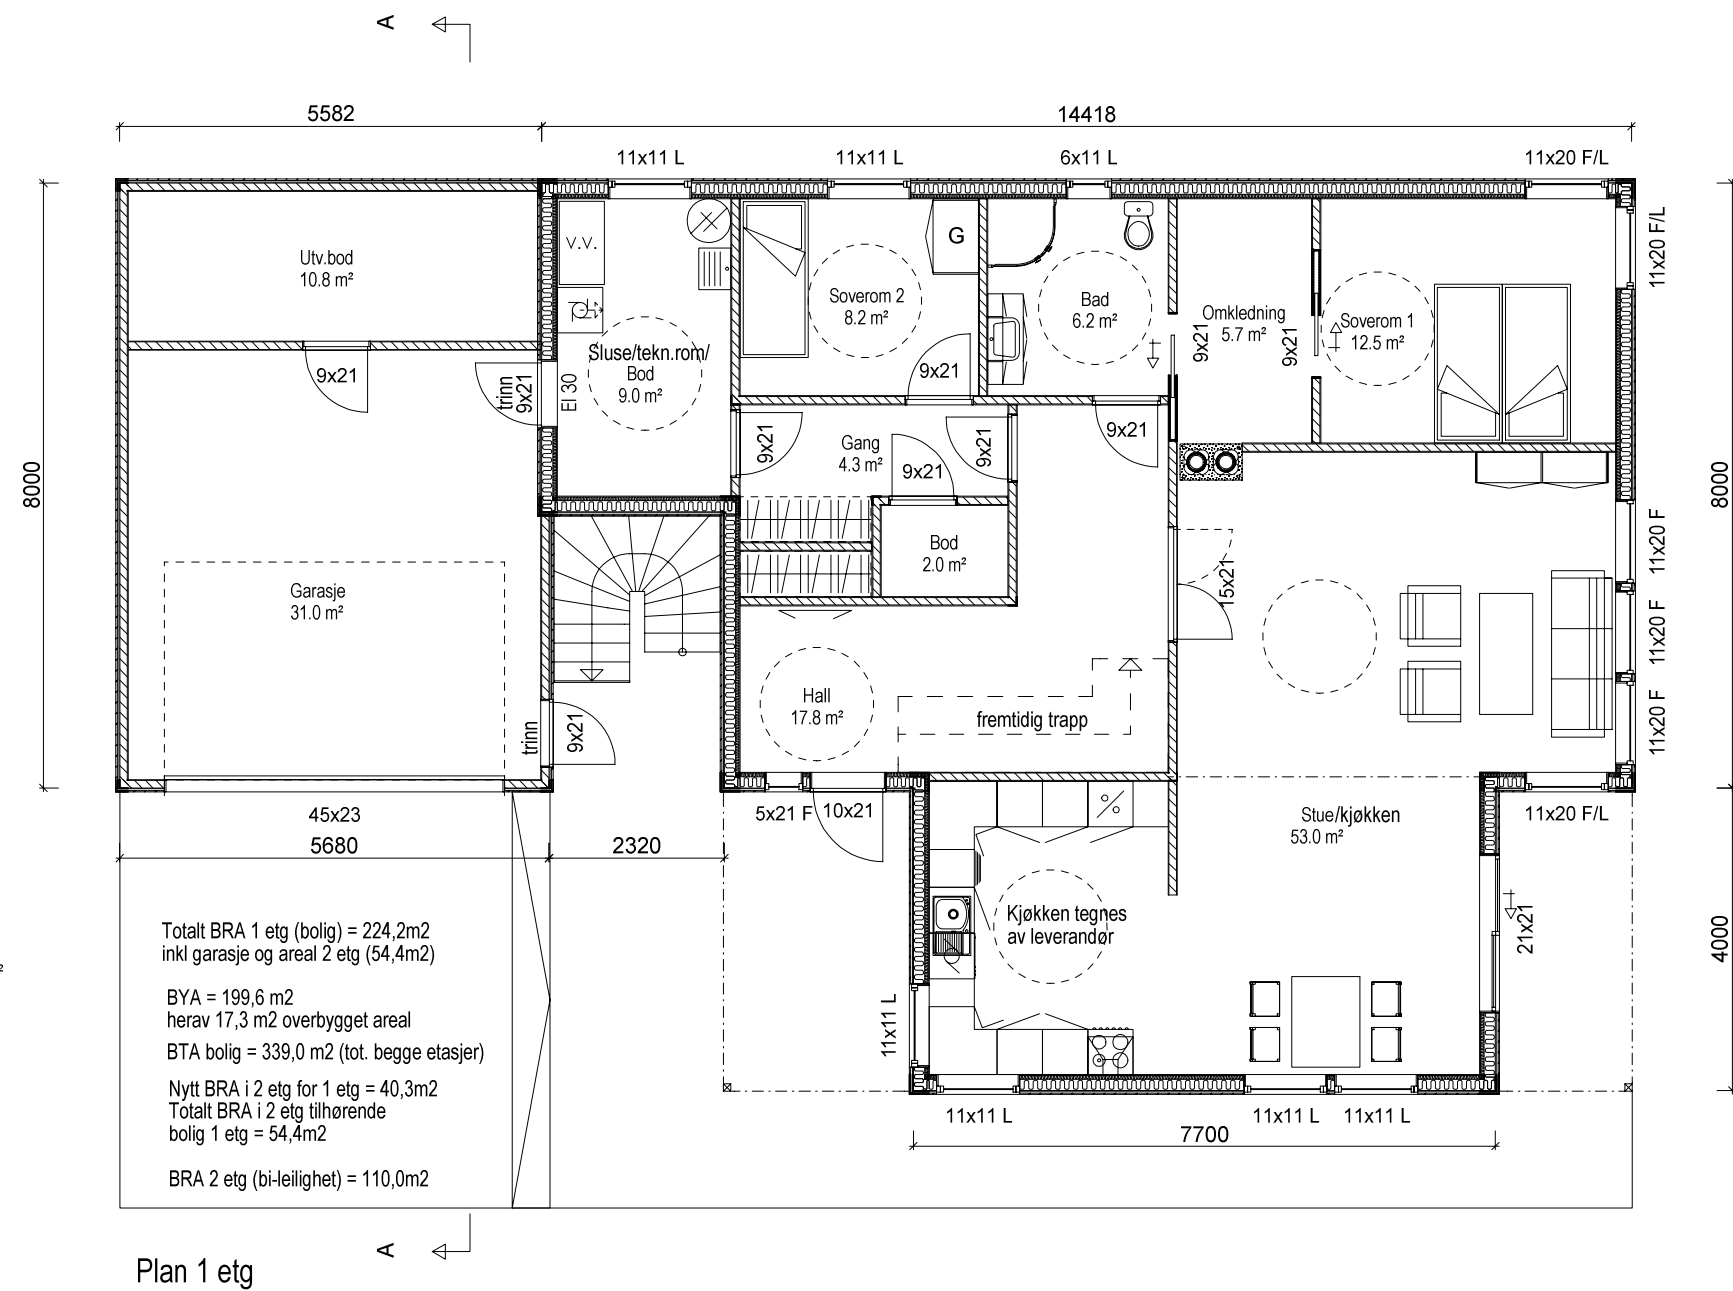 A
5582
14418
11x11 L
11x11 L
6x11 L
11x20 F/L
11x20 F/L
8000
8000
Utv.bod
10.8 m²
9x21
trinn
9x21
EI 30
V.V.
Sluse/tekn.rom/
Bod
9.0 m²
Soverom 2
8.2 m²
G
9x21
Bad
6.2 m²
Omkledning
5.7 m²
9x21
9x21
Soverom 1
12.5 m²
9x21
Gang
4.3 m²
9x21
9x21
9x21
Bod
2.0 m²
Garasje
31.0 m²
15x21
11x20 F
11x20 F
11x20 F
Hall
17.8 m²
fremtidig trapp
trinn
9x21
45x23
5680
2320
5x21 F
10x21
Stue/kjøkken
53.0 m²
11x20 F/L
Kjøkken tegnes
av leverandør
21x21
4000
11x11 L
11x11 L
11x11 L
11x11 L
7700
Totalt BRA 1 etg (bolig) = 224,2m2
inkl garasje og areal 2 etg (54,4m2)
BYA = 199,6 m2
herav 17,3 m2 overbygget areal
BTA bolig = 339,0 m2 (tot. begge etasjer)
Nytt BRA i 2 etg for 1 etg = 40,3m2
Totalt BRA i 2 etg tilhørende
bolig 1 etg = 54,4m2
BRA 2 etg (bi-leilighet) = 110,0m2
A
Plan 1 etg